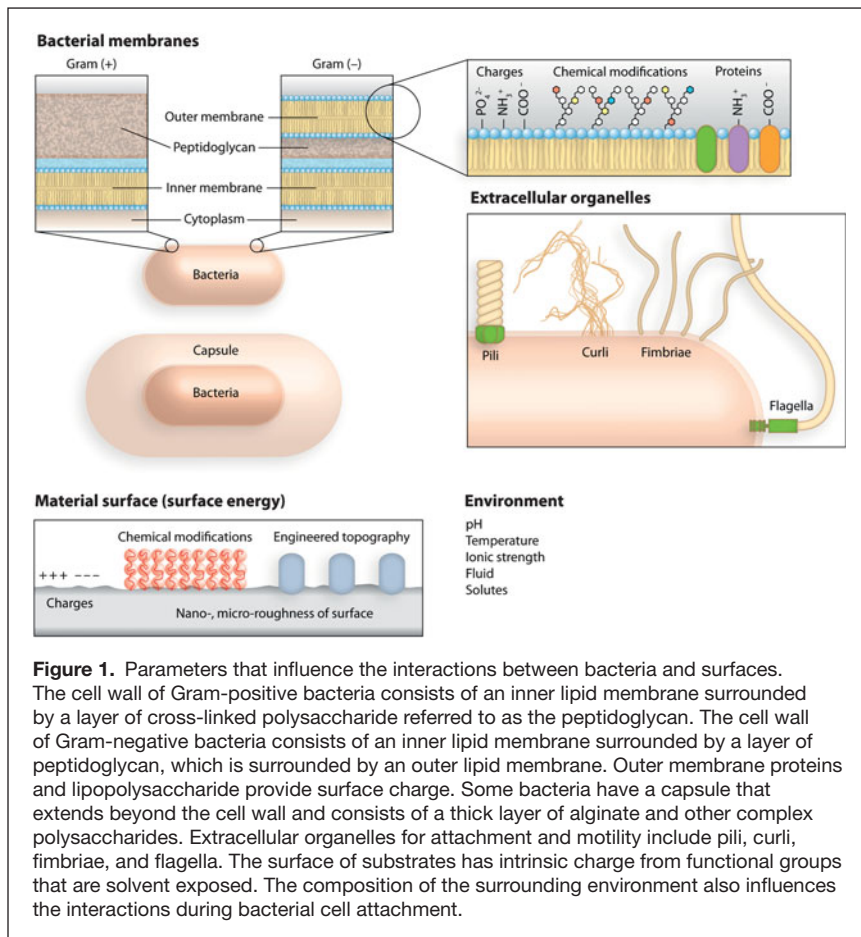 Bacterial membranes
Gram (+)
Gram (–)
Outer membrane
Peptidoglycan
Inner membrane
Cytoplasm
Bacteria
Capsule
Bacteria
Charges
Chemical modifications
Proteins
PO₄²⁻
NH₃⁺
COO⁻
NH₃⁺
COO⁻
Extracellular organelles
Pili
Curli
Fimbriae
Flagella
Material surface (surface energy)
Chemical modifications
Engineered topography
+++ ---
Charges
Nano-, micro-roughness of surface
Environment
pH
Temperature
Ionic strength
Fluid
Solutes
Figure 1. Parameters that influence the interactions between bacteria and surfaces.
The cell wall of Gram-positive bacteria consists of an inner lipid membrane surrounded
by a layer of cross-linked polysaccharide referred to as the peptidoglycan. The cell wall
of Gram-negative bacteria consists of an inner lipid membrane surrounded by a layer of
peptidoglycan, which is surrounded by an outer lipid membrane. Outer membrane proteins
and lipopolysaccharide provide surface charge. Some bacteria have a capsule that
extends beyond the cell wall and consists of a thick layer of alginate and other complex
polysaccharides. Extracellular organelles for attachment and motility include pili, curli,
fimbriae, and flagella. The surface of substrates has intrinsic charge from functional groups
that are solvent exposed. The composition of the surrounding environment also influences
the interactions during bacterial cell attachment.